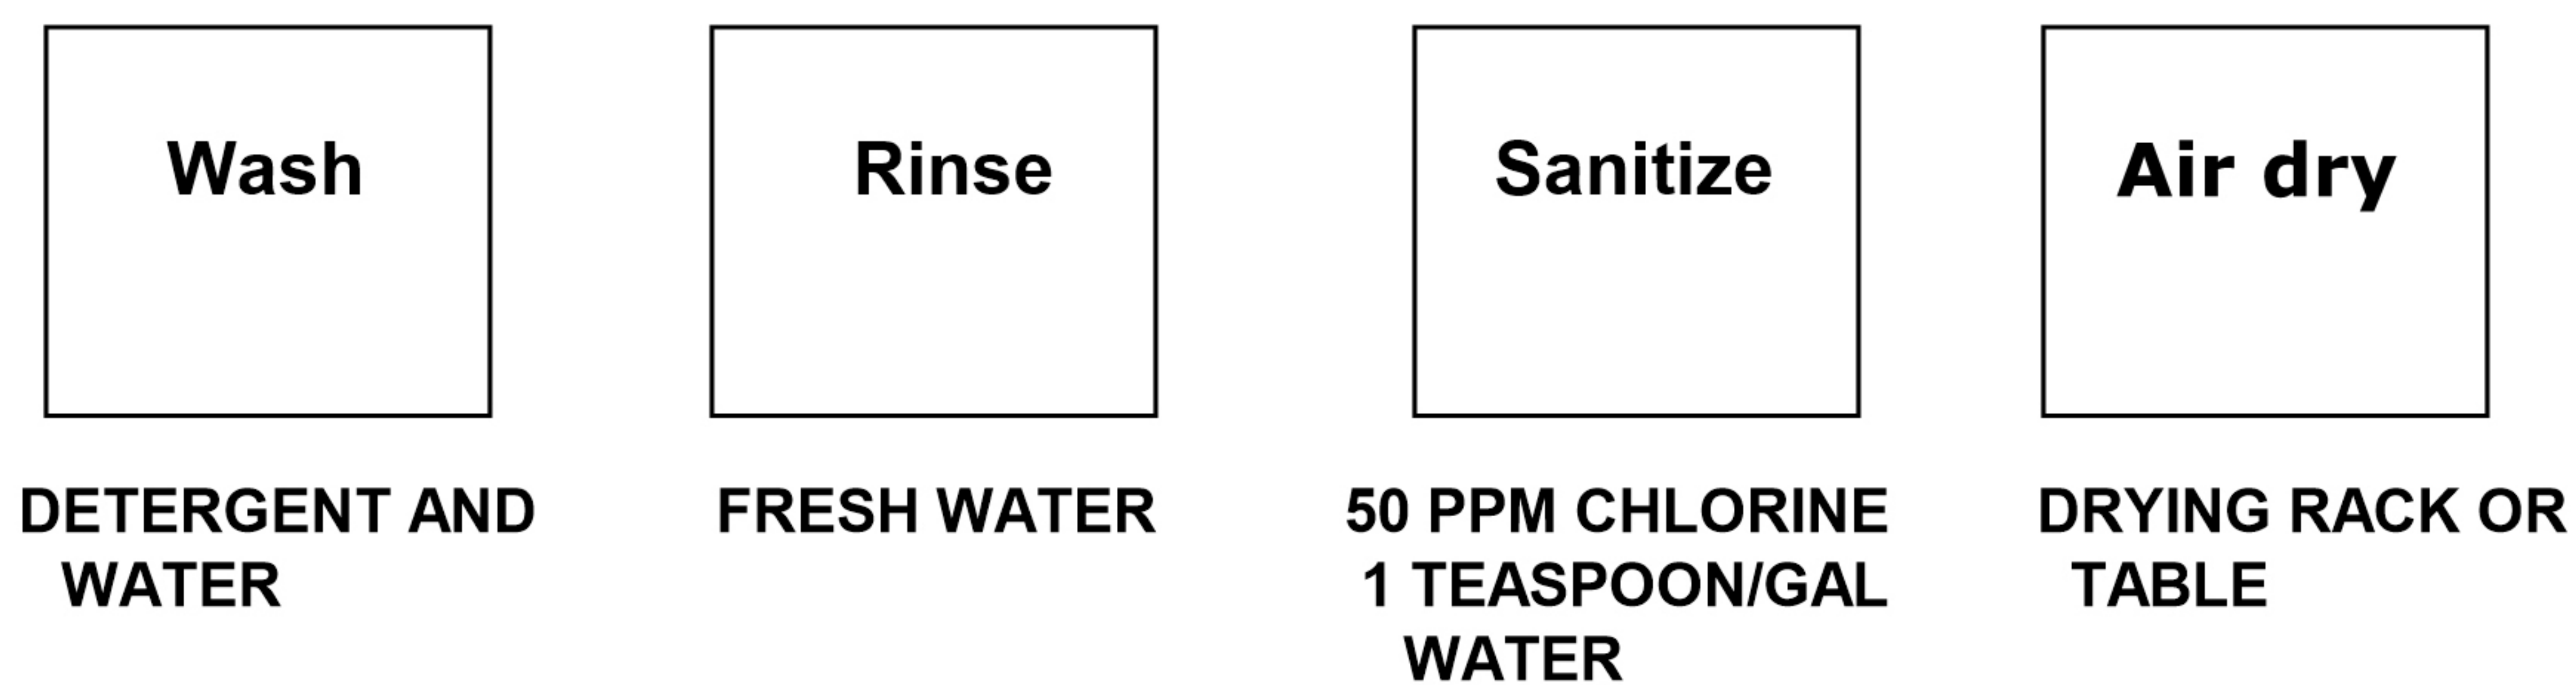 Wash
DETERGENT AND
WATER
Rinse
FRESH WATER
Sanitize
50 PPM CHLORINE
1 TEASPOON/GAL
WATER
Air dry
DRYING RACK OR
TABLE